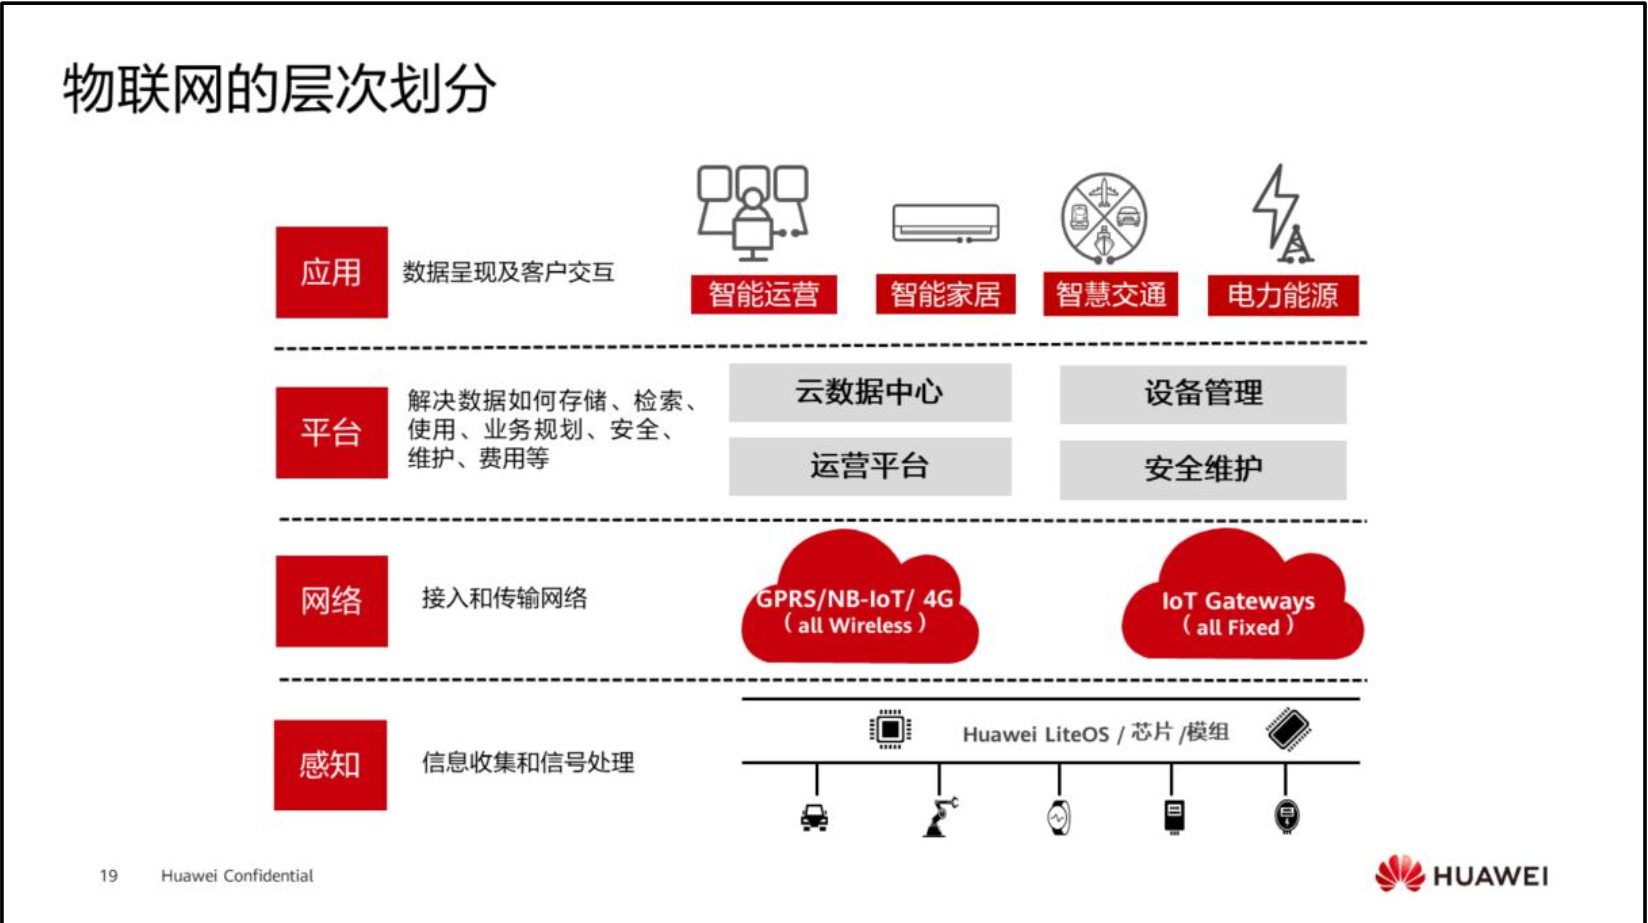 物联网的层次划分
应用
数据呈现及客户交互
智能运营
智能家居
智慧交通
电力能源
平台
解决数据如何存储、检索、
使用、业务规划、安全、
维护、费用等
云数据中心
设备管理
运营平台
安全维护
网络
接入和传输网络
GPRS/NB-IoT/ 4G
（all Wireless）
IoT Gateways
（all Fixed）
感知
信息收集和信号处理
Huawei LiteOS / 芯片 /模组
19
Huawei Confidential
HUAWEI